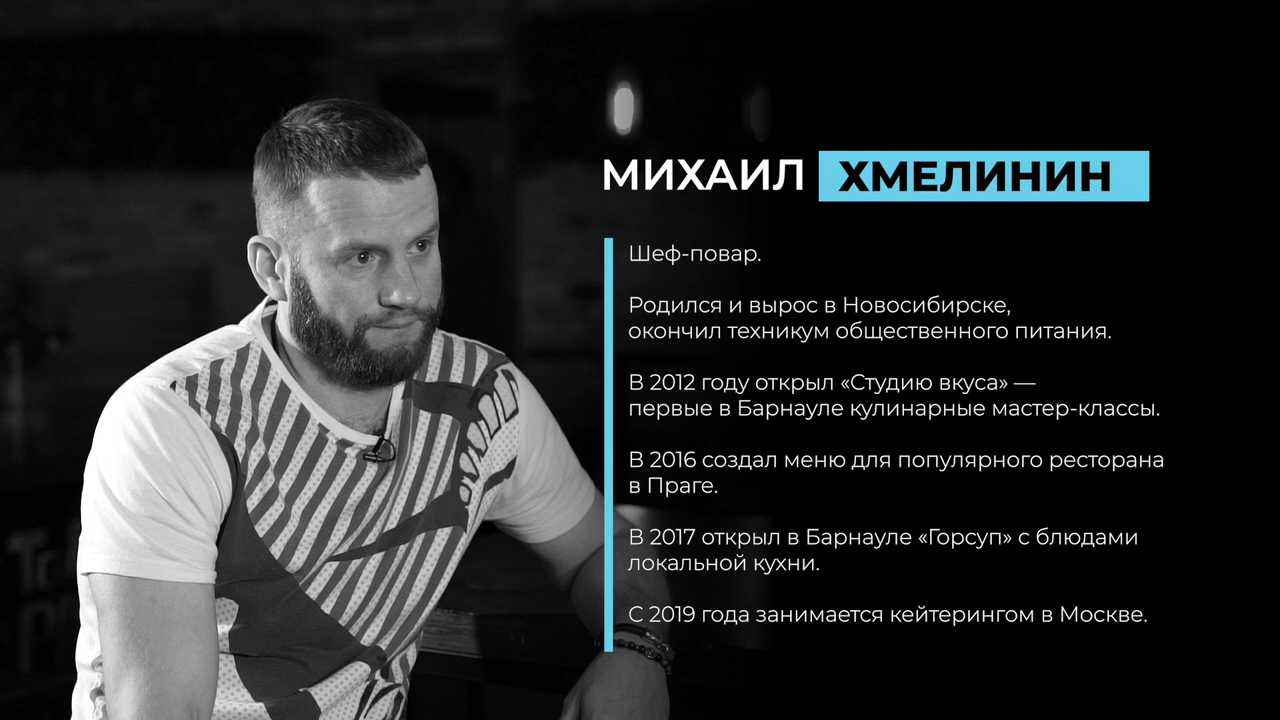 МИХАИЛ ХМЕЛИНИН
Шеф-повар.
Родился и вырос в Новосибирске,
окончил техникум общественного питания.
В 2012 году открыл «Студию вкуса» —
первые в Барнауле кулинарные мастер-классы.
В 2016 создал меню для популярного ресторана
в Праге.
В 2017 открыл в Барнауле «Горсуп» с блюдами
локальной кухни.
С 2019 года занимается кейтерингом в Москве.